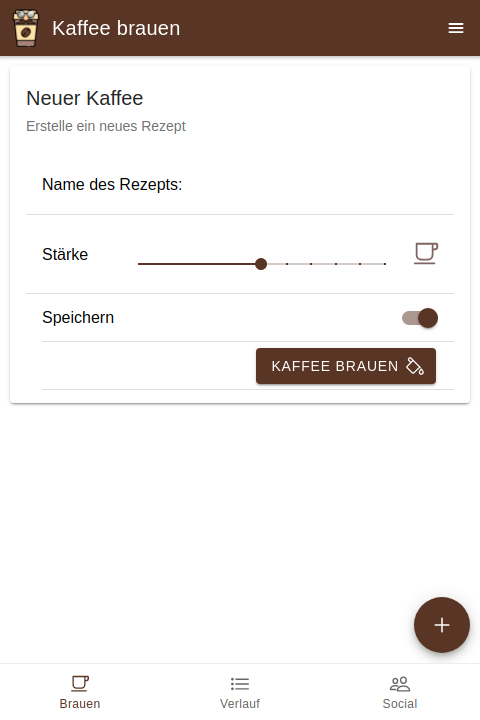 Kaffee brauen
Neuer Kaffee
Erstelle ein neues Rezept
Name des Rezepts:
Stärke
Speichern
KAFFEE BRAUEN
Brauen
Verlauf
Social